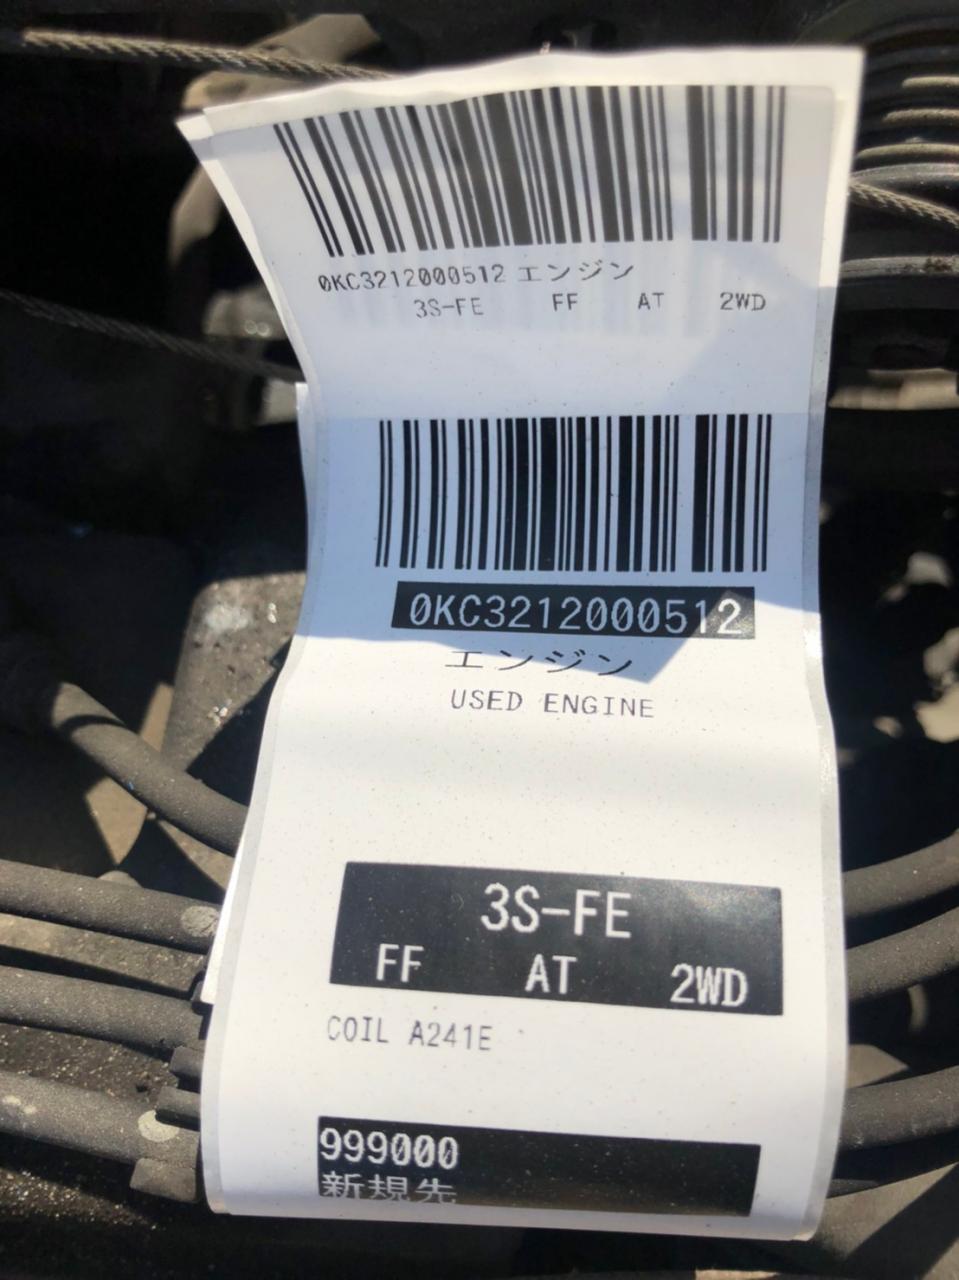 0KC3212000512 エンジン
3S-FE FF AT 2WD
0KC3212000512
エンジン
USED ENGINE
3S-FE
FF AT 2WD
COIL A241E
999000
新規先